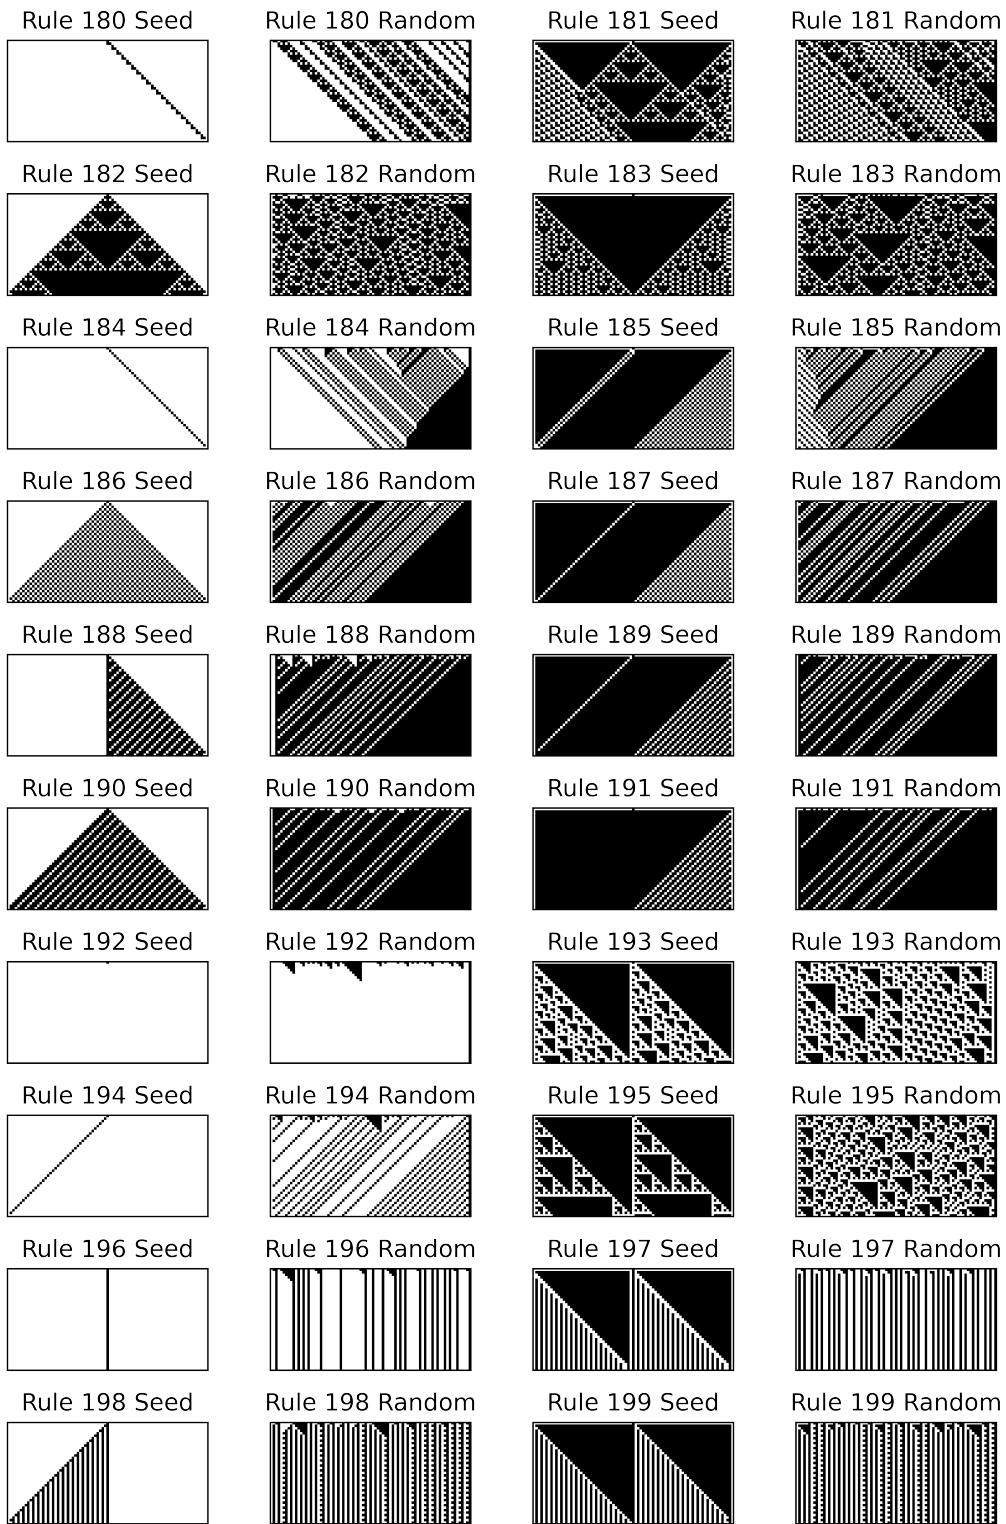 Rule 180 Seed Rule 180 Random Rule 181 Seed Rule 181 Random
Rule 182 Seed Rule 182 Random Rule 183 Seed Rule 183 Random
Rule 184 Seed Rule 184 Random Rule 185 Seed Rule 185 Random
Rule 186 Seed Rule 186 Random Rule 187 Seed Rule 187 Random
Rule 188 Seed Rule 188 Random Rule 189 Seed Rule 189 Random
Rule 190 Seed Rule 190 Random Rule 191 Seed Rule 191 Random
Rule 192 Seed Rule 192 Random Rule 193 Seed Rule 193 Random
Rule 194 Seed Rule 194 Random Rule 195 Seed Rule 195 Random
Rule 196 Seed Rule 196 Random Rule 197 Seed Rule 197 Random
Rule 198 Seed Rule 198 Random Rule 199 Seed Rule 199 Random